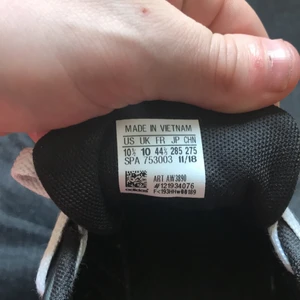 MADE IN VIETNAM
US UK FR JP CHN
10½ 10 44⅔ 285 275
SPA 753003 11/18
ART AW3890
#121934076
adidas